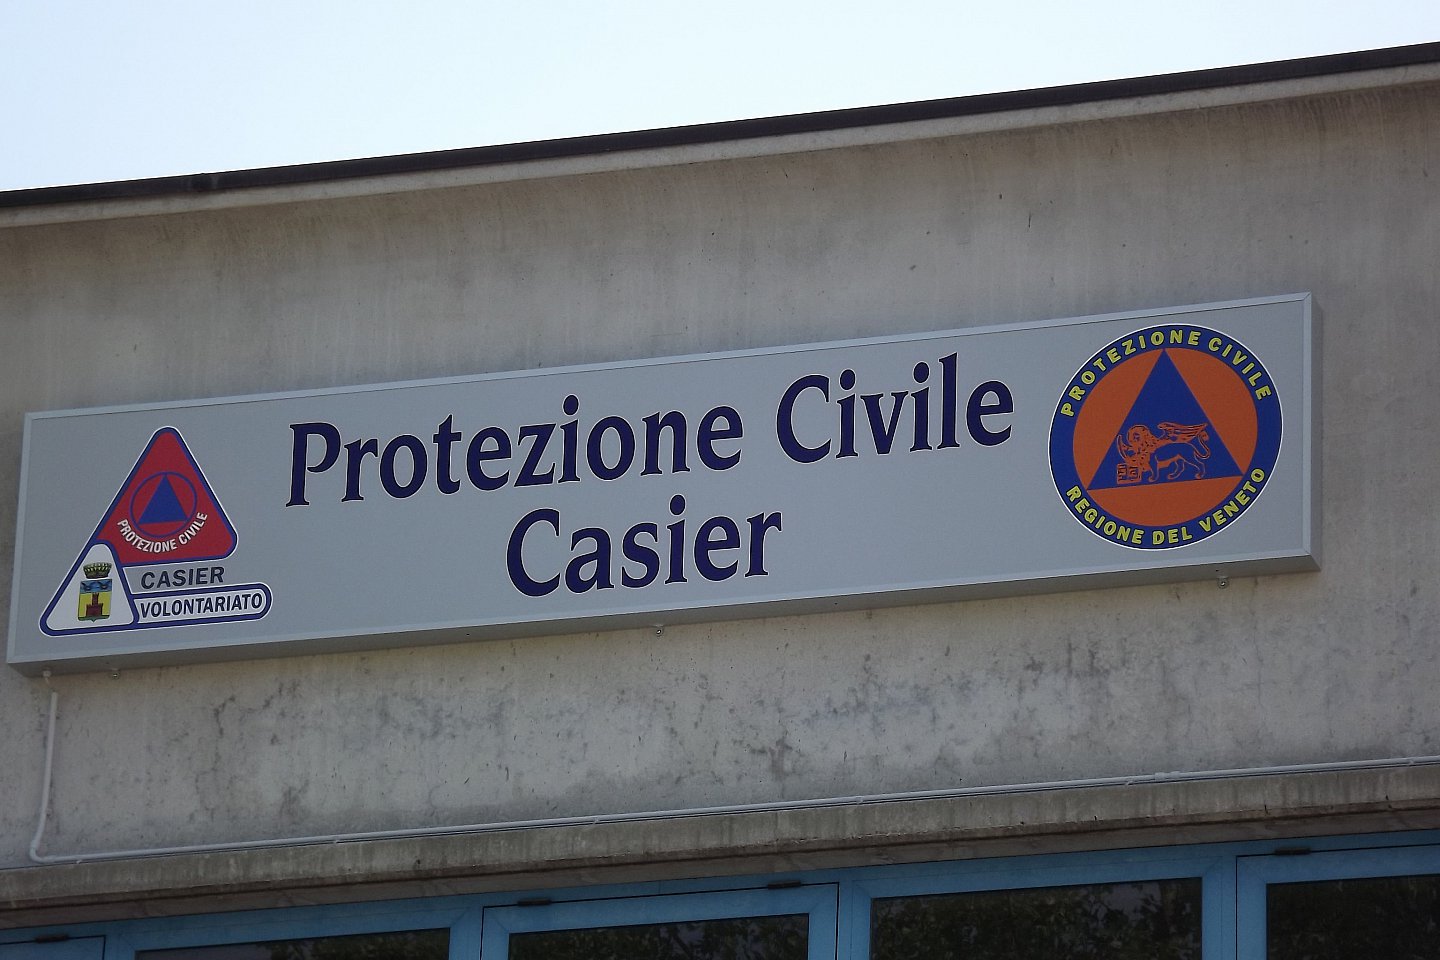 Protezione Civile
Casier
PROTEZIONE CIVILE
CASIER
VOLONTARIATO
PROTEZIONE CIVILE
REGIONE DEL VENETO